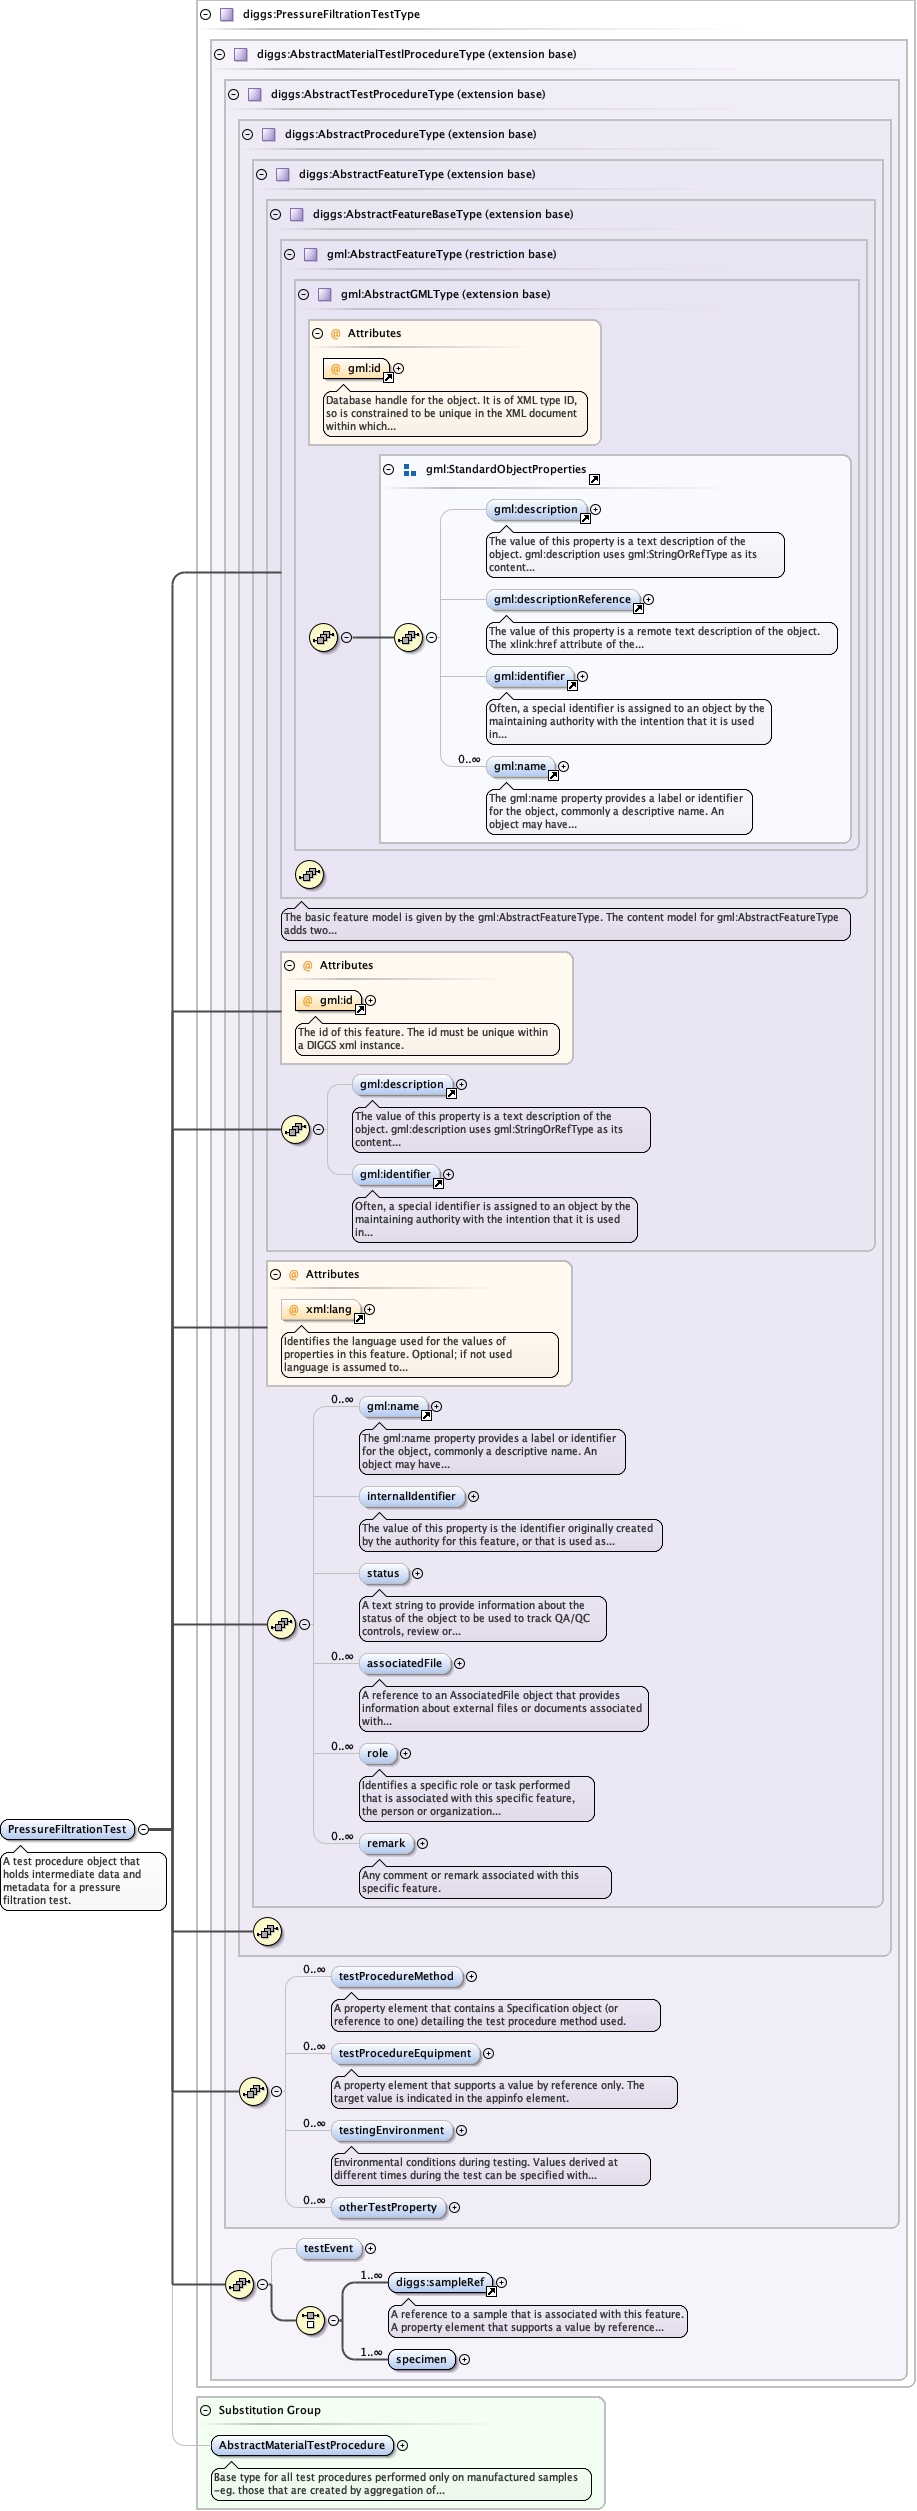 diggs:PressureFiltrationTestType
diggs:AbstractMaterialTestlProcedureType (extension base)
diggs:AbstractTestProcedureType (extension base)
diggs:AbstractProcedureType (extension base)
diggs:AbstractFeatureType (extension base)
diggs:AbstractFeatureBaseType (extension base)
gml:AbstractFeatureType (restriction base)
gml:AbstractGMLType (extension base)
@ Attributes
@ gml:id
Database handle for the object. It is of XML type ID,
so is constrained to be unique in the XML document
within which...
gml:StandardObjectProperties
gml:description
The value of this property is a text description of the
object. gml:description uses gml:StringOrRefType as its
content...
gml:descriptionReference
The value of this property is a remote text description of the object.
The xlink:href attribute of the...
gml:identifier
Often, a special identifier is assigned to an object by the
maintaining authority with the intention that it is used
in...
0..∞
gml:name
The gml:name property provides a label or identifier
for the object, commonly a descriptive name. An
object may have...
The basic feature model is given by the gml:AbstractFeatureType. The content model for gml:AbstractFeatureType
adds two...
@ Attributes
@ gml:id
The id of this feature. The id must be unique within
a DIGGS xml instance.
gml:description
The value of this property is a text description of the
object. gml:description uses gml:StringOrRefType as its
content...
gml:identifier
Often, a special identifier is assigned to an object by the
maintaining authority with the intention that it is used
in...
@ Attributes
@ xml:lang
Identifies the language used for the values of
properties in this feature. Optional; if not used
language is assumed to...
0..∞
gml:name
The gml:name property provides a label or identifier
for the object, commonly a descriptive name. An
object may have...
internalIdentifier
The value of this property is the identifier originally created
by the authority for this feature, or that is used as...
status
A text string to provide information about the
status of the object to be used to track QA/QC
controls, review or...
0..∞
associatedFile
A reference to an AssociatedFile object that provides
information about external files or documents associated
with...
0..∞
role
Identifies a specific role or task performed
that is associated with this specific feature,
the person or organization...
0..∞
remark
Any comment or remark associated with this
specific feature.
PressureFiltrationTest
A test procedure object that
holds intermediate data and
metadata for a pressure
filtration test.
0..∞
testProcedureMethod
A property element that contains a Specification object (or
reference to one) detailing the test procedure method used.
0..∞
testProcedureEquipment
A property element that supports a value by reference only. The
target value is indicated in the appinfo element.
0..∞
testingEnvironment
Environmental conditions during testing. Values derived at
different times during the test can be specified with...
0..∞
otherTestProperty
testEvent
1..∞
diggs:sampleRef
A reference to a sample that is associated with this feature.
A property element that supports a value by reference...
1..∞
specimen
Substitution Group
AbstractMaterialTestProcedure
Base type for all test procedures performed only on manufactured samples
-eg. those that are created by aggregation of...